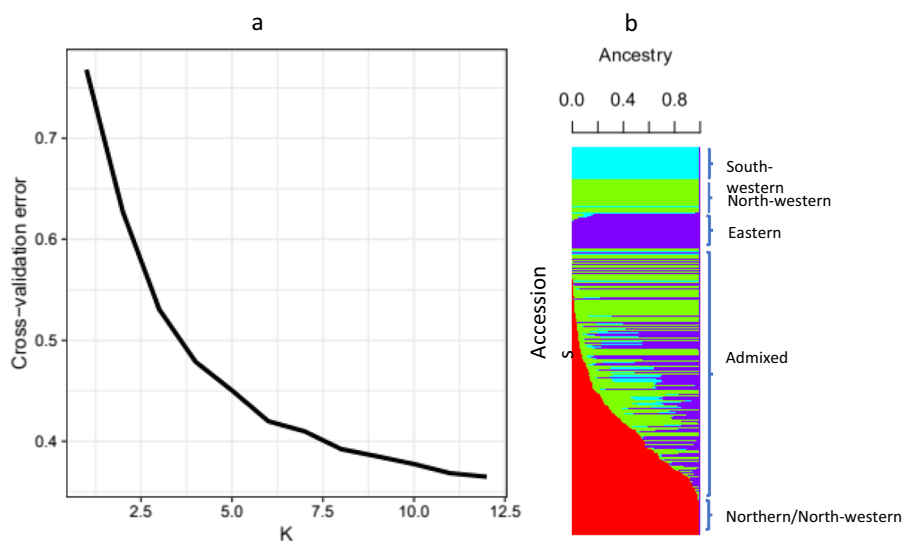 a
b
Cross-validation error
0.7
0.6
0.5
0.4
2.5
5.0
7.5
10.0
12.5
K
Ancestry
0.0
0.4
0.8
Accession
s
South-
western
North-western
Eastern
Admixed
Northern/North-western